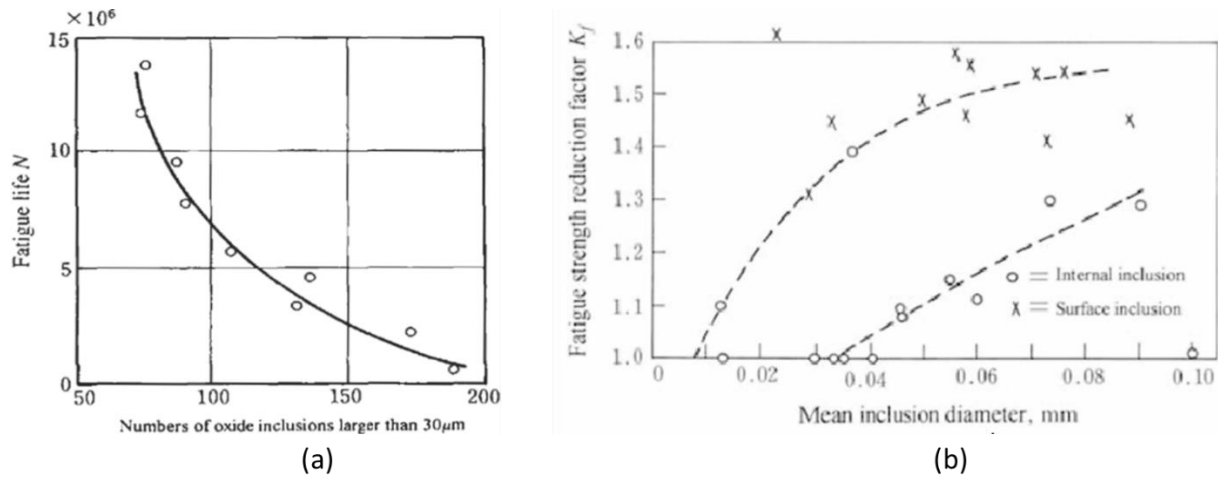 ×10⁶
15
10
5
0
Fatigue life N
50
100
150
200
Numbers of oxide inclusions larger than 30μm
(a)
Fatigue strength reduction factor K_f
1.6
1.5
1.4
1.3
1.2
1.1
1.0
0
0.02
0.04
0.06
0.08
0.10
O = Internal inclusion
X = Surface inclusion
Mean inclusion diameter, mm
(b)